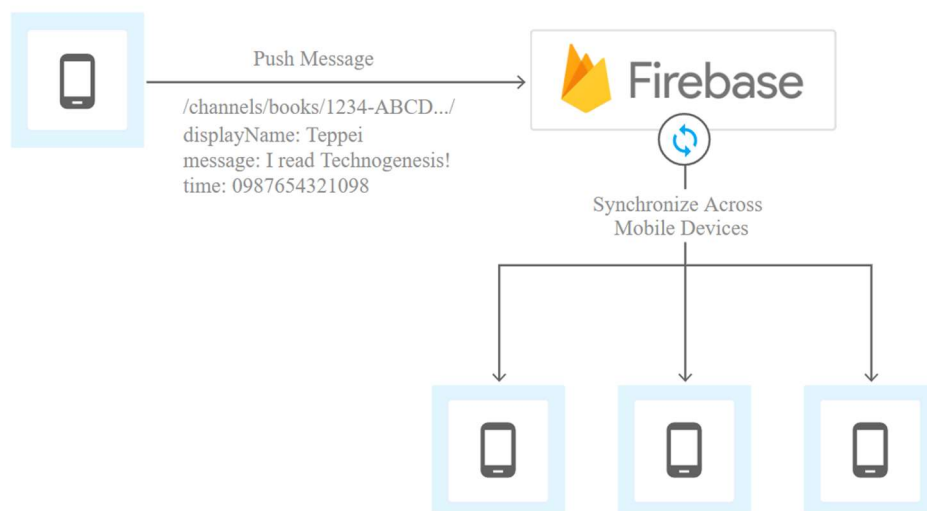 Push Message
/channels/books/1234-ABCD.../
displayName: Teppei
message: I read Technogenesis!
time: 0987654321098
Firebase
Synchronize Across
Mobile Devices